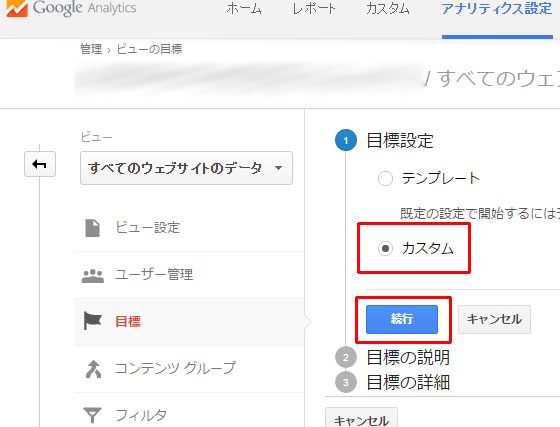 Google Analytics
ホーム レポート カスタム アナリティクス設定
管理 › ビューの目標
/ すべてのウェ
ビュー
すべてのウェブサイトのデータ
ビュー設定
ユーザー管理
目標
コンテンツ グループ
フィルタ
1 目標設定
テンプレート
既定の設定で開始するには
カスタム
続行 キャンセル
2 目標の説明
3 目標の詳細
キャンセル